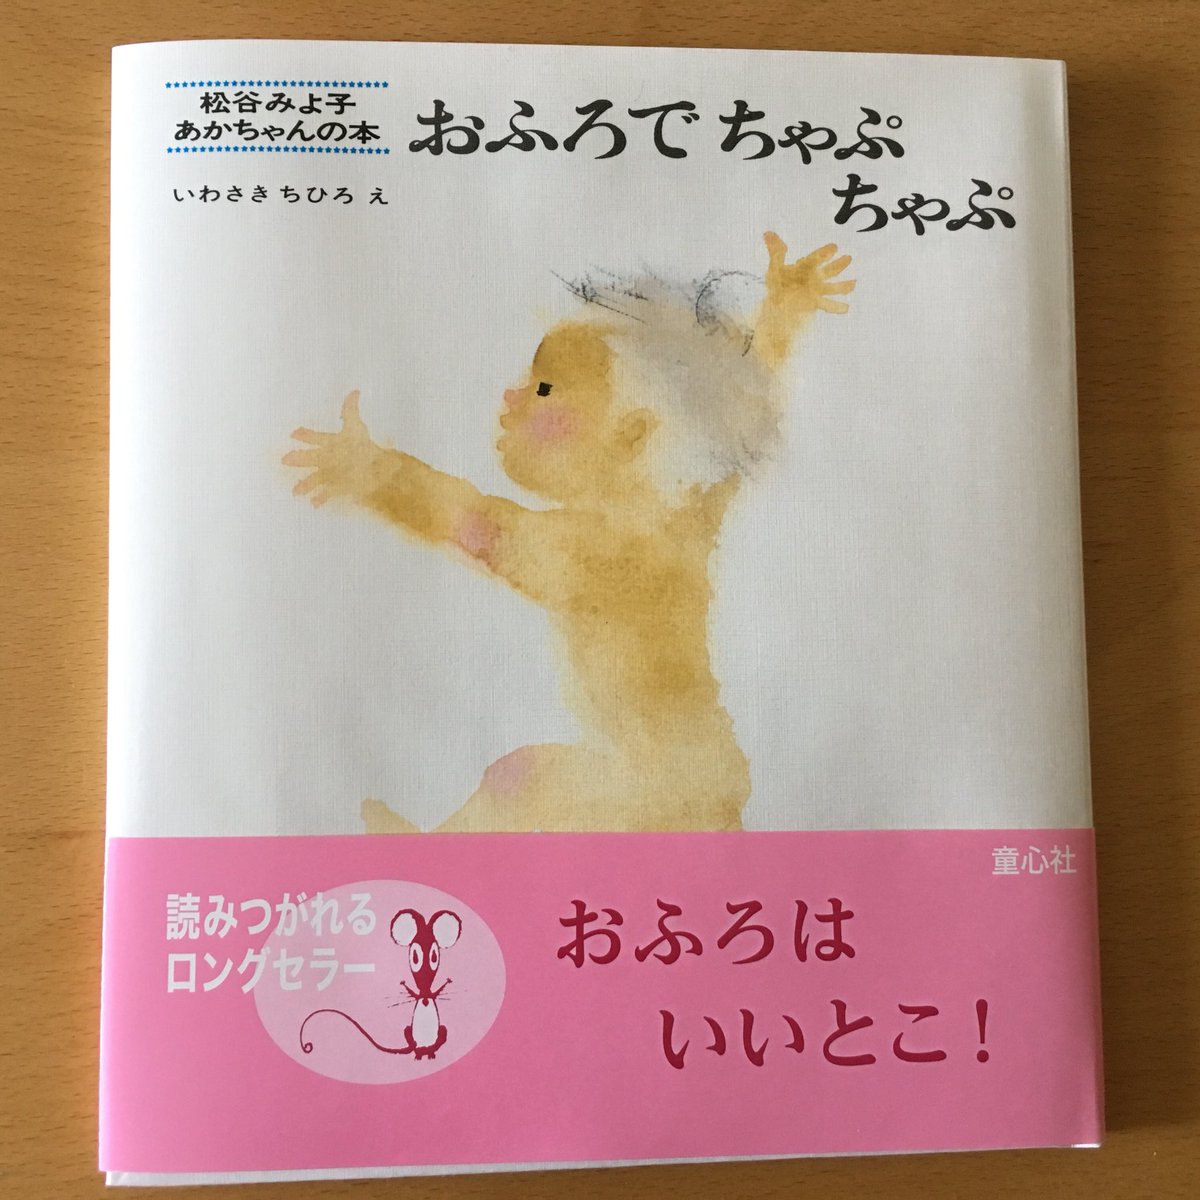 松谷みよ子
あかちゃんの本
いわさき ちひろ え
おふろで ちゃぷ
ちゃぷ
童心社
読みつがれる
ロングセラー
おふろは
いいとこ!